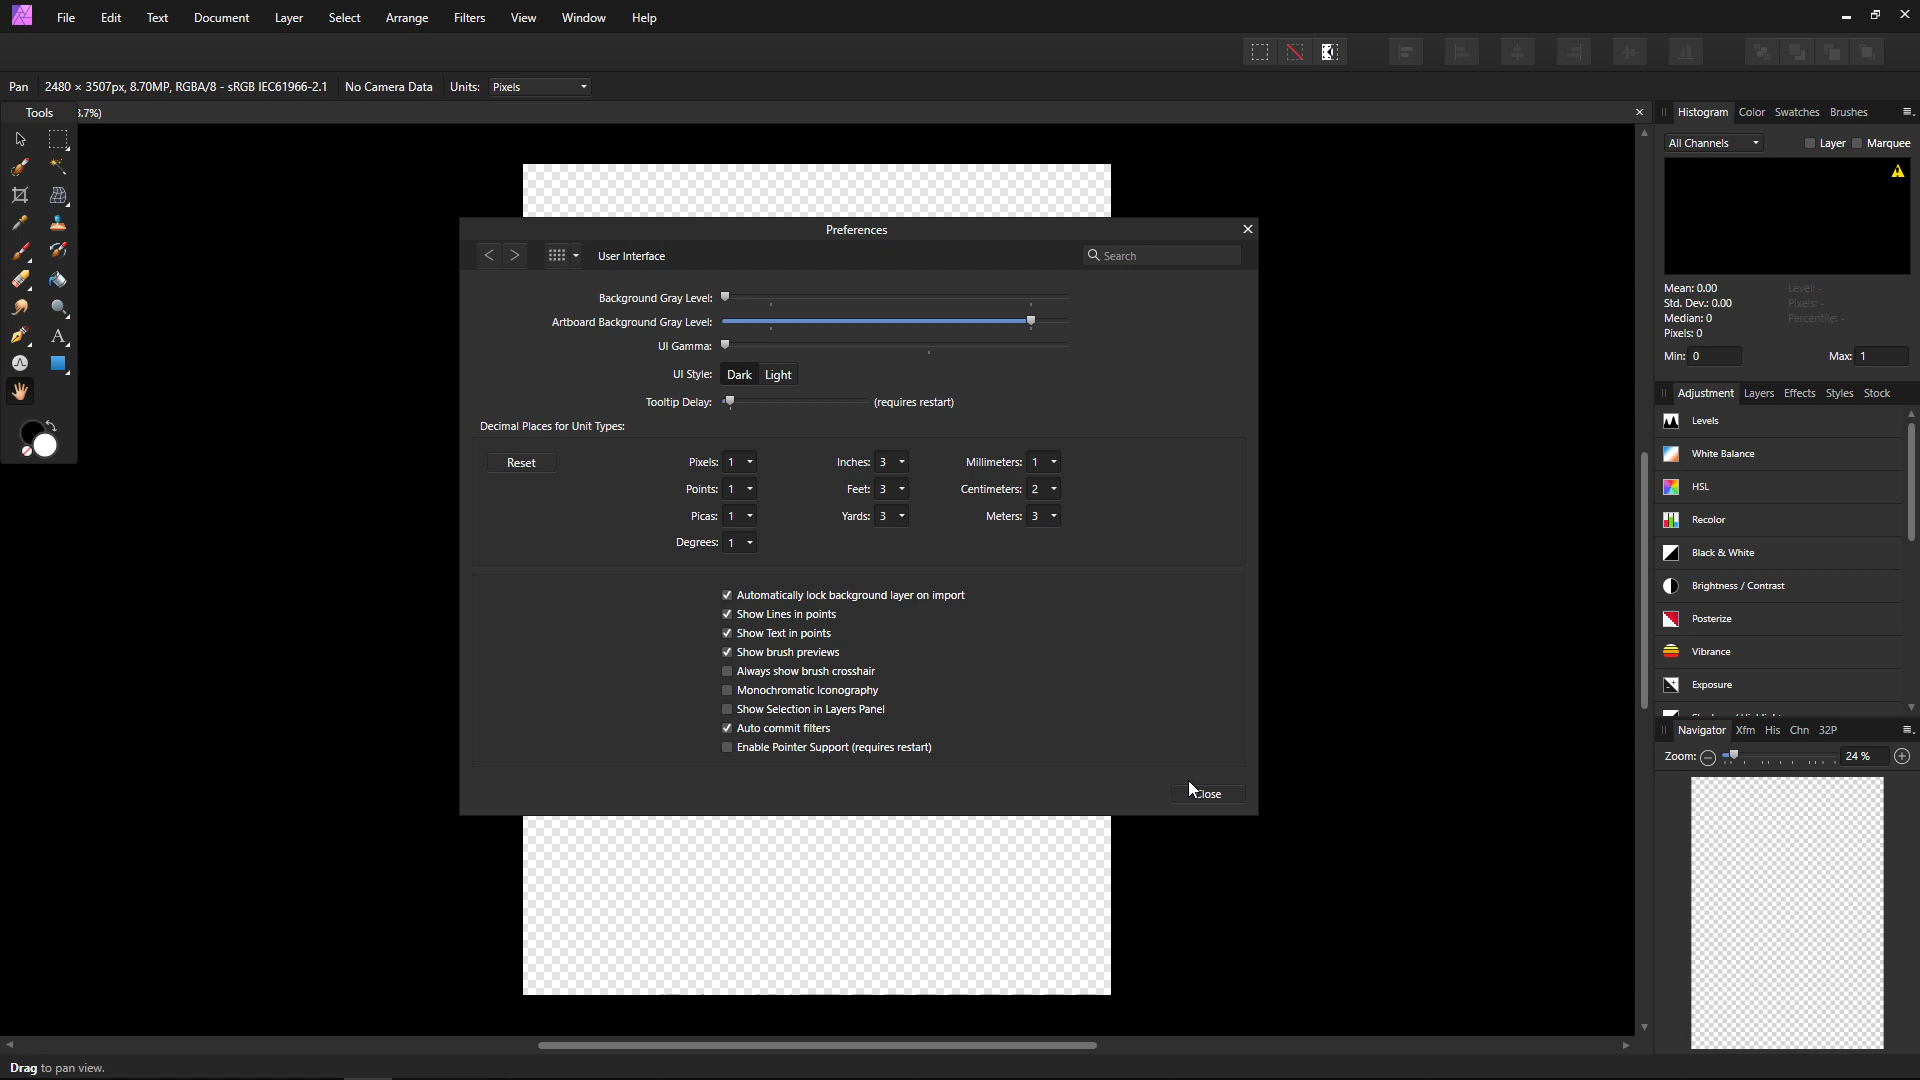 File Edit Text Document Layer Select Arrange Filters View Window Help
Pan 2480 × 3507px, 8.70MP, RGBA/8 - sRGB IEC61966-2.1 No Camera Data Units: Pixels
Tools
3.7%)
Histogram Color Swatches Brushes
All Channels Layer Marquee
Mean: 0.00 Level: -
Std. Dev.: 0.00 Pixels: -
Median: 0 Percentile: -
Pixels: 0
Min: 0 Max: 1
Preferences
User Interface Search
Background Gray Level:
Artboard Background Gray Level:
UI Gamma:
UI Style: Dark Light
Tooltip Delay: (requires restart)
Decimal Places for Unit Types:
Reset Pixels: 1 Inches: 3 Millimeters: 1
Points: 1 Feet: 3 Centimeters: 2
Picas: 1 Yards: 3 Meters: 3
Degrees: 1
Automatically lock background layer on import
Show Lines in points
Show Text in points
Show brush previews
Always show brush crosshair
Monochromatic Iconography
Show Selection in Layers Panel
Auto commit filters
Enable Pointer Support (requires restart)
Close
Adjustment Layers Effects Styles Stock
Levels
White Balance
HSL
Recolor
Black & White
Brightness / Contrast
Posterize
Vibrance
Exposure
Navigator Xfm His Chn 32P
Zoom: 24 %
Drag to pan view.